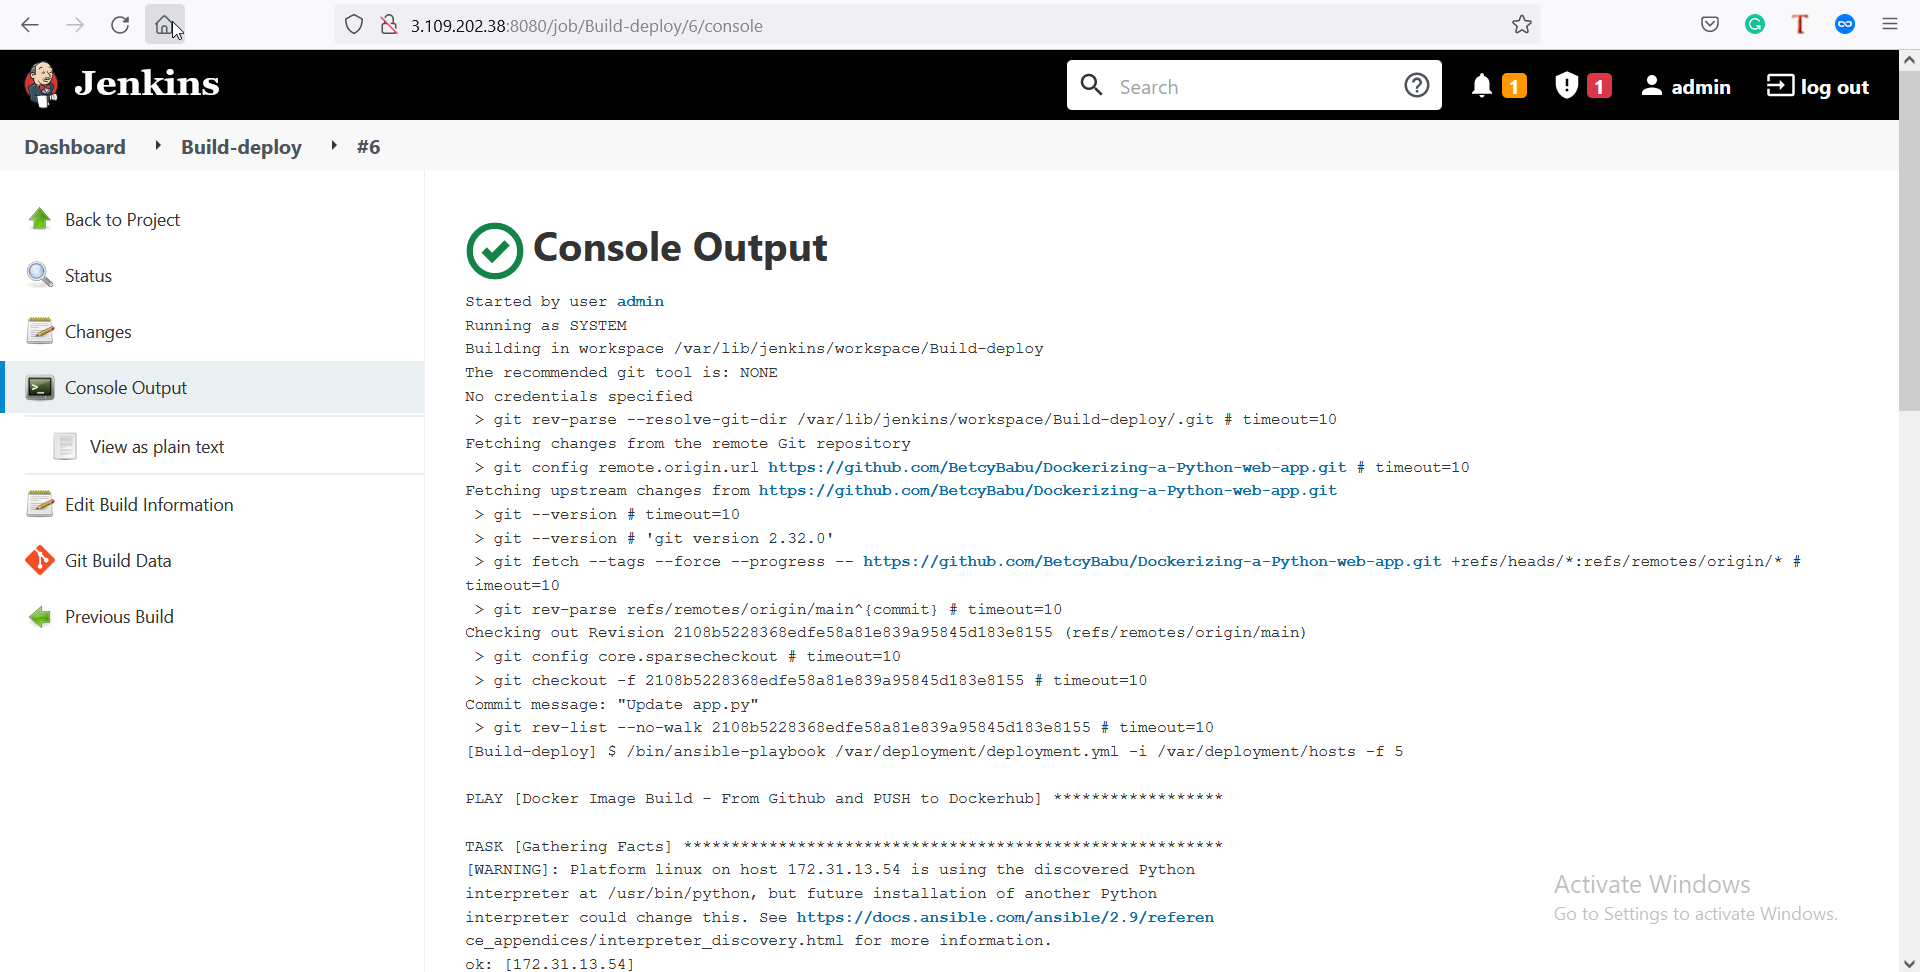 3.109.202.38:8080/job/Build-deploy/6/console
Jenkins
Search
1
1
admin
log out
Dashboard
Build-deploy
#6
Back to Project
Status
Changes
Console Output
View as plain text
Edit Build Information
Git Build Data
Previous Build
Console Output
Started by user admin
Running as SYSTEM
Building in workspace /var/lib/jenkins/workspace/Build-deploy
The recommended git tool is: NONE
No credentials specified
> git rev-parse --resolve-git-dir /var/lib/jenkins/workspace/Build-deploy/.git # timeout=10
Fetching changes from the remote Git repository
> git config remote.origin.url https://github.com/BetcyBabu/Dockerizing-a-Python-web-app.git # timeout=10
Fetching upstream changes from https://github.com/BetcyBabu/Dockerizing-a-Python-web-app.git
> git --version # timeout=10
> git --version # 'git version 2.32.0'
> git fetch --tags --force --progress -- https://github.com/BetcyBabu/Dockerizing-a-Python-web-app.git +refs/heads/*:refs/remotes/origin/* #
timeout=10
> git rev-parse refs/remotes/origin/main^{commit} # timeout=10
Checking out Revision 2108b5228368edfe58a81e839a95845d183e8155 (refs/remotes/origin/main)
> git config core.sparsecheckout # timeout=10
> git checkout -f 2108b5228368edfe58a81e839a95845d183e8155 # timeout=10
Commit message: "Update app.py"
> git rev-list --no-walk 2108b5228368edfe58a81e839a95845d183e8155 # timeout=10
[Build-deploy] $ /bin/ansible-playbook /var/deployment/deployment.yml -i /var/deployment/hosts -f 5
PLAY [Docker Image Build - From Github and PUSH to Dockerhub] ******************
TASK [Gathering Facts] *********************************************************
[WARNING]: Platform linux on host 172.31.13.54 is using the discovered Python
interpreter at /usr/bin/python, but future installation of another Python
interpreter could change this. See https://docs.ansible.com/ansible/2.9/referen
ce_appendices/interpreter_discovery.html for more information.
ok: [172.31.13.54]
Activate Windows
Go to Settings to activate Windows.